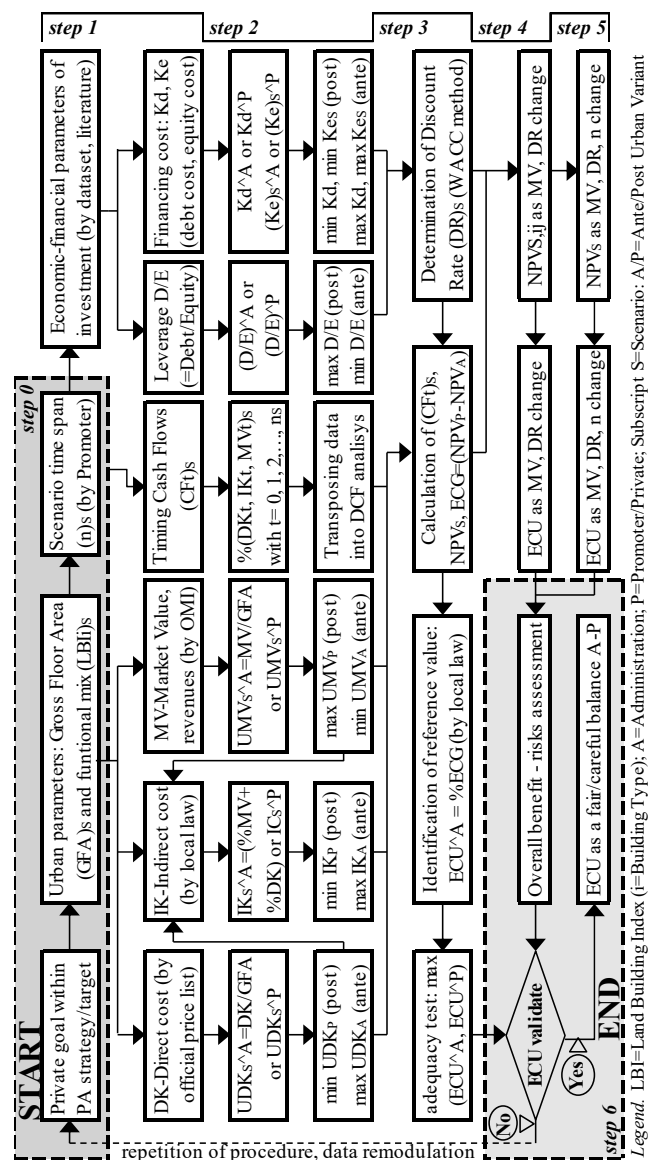 START
step 0
step 1
Private goal within
PA strategy/target
Urban parameters: Gross Floor Area
(GFA)s and funtional mix (LBIi)s
Scenario time span
(n)s (by Promoter)
Economic-financial parameters of
investment (by dataset, literature)
step 2
DK-Direct cost (by
official price list)
IK-Indirect cost
(by local law)
MV-Market Value,
revenues (by OMI)
Timing Cash Flows
(CFt)s
Leverage D/E
(=Debt/Equity)
Financing cost: Kd, Ke
(debt cost, equity cost)
UDKs^A=DK/GFA
or UDKs^P
IKs^A=(%MV+
%DK) or ICs^P
UMVs^A=MV/GFA
or UMVs^P
%(DKt, IKt, MVt)s
with t= 0, 1, 2,..., ns
(D/E)^A or
(D/E)^P
Kd^A or Kd^P
(Ke)s^A or (Ke)s^P
min UDKP (post)
max UDKA (ante)
min IKP (post)
max IKA (ante)
max UMVP (post)
min UMVA (ante)
Transposing data
into DCF analisys
max D/E (post)
min D/E (ante)
min Kd, min Kes (post)
max Kd, max Kes (ante)
step 3
adequacy test: max
(ECU^A, ECU^P)
Identification of reference value:
ECU^A = %ECG (by local law)
Calculation of (CFt)s,
NPVs, ECG=(NPVP-NPVA)
Determination of Discount
Rate (DR)s (WACC method)
step 4
ECU validate
Overall benefit - risks assessment
ECU as MV, DR change
NPVS,ij as MV, DR change
step 5
No
Yes
ECU as a fair/careful balance A-P
ECU as MV, DR, n change
NPVs as MV, DR, n change
repetition of procedure, data remodulation
step 6
END
Legend. LBI=Land Building Index (i=Building Type); A=Administration; P=Promoter/Private; Subscript S=Scenario: A/P=Ante/Post Urban Variant